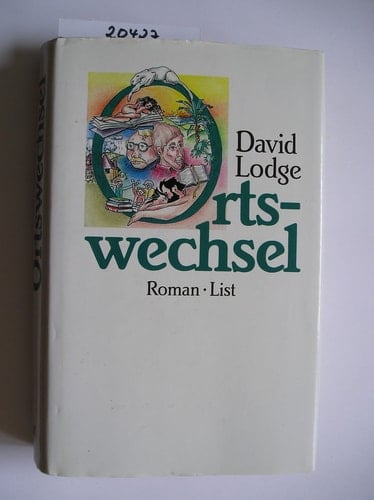 20427
David
Lodge
Orts-
wechsel
Roman · List
Ortswechsel